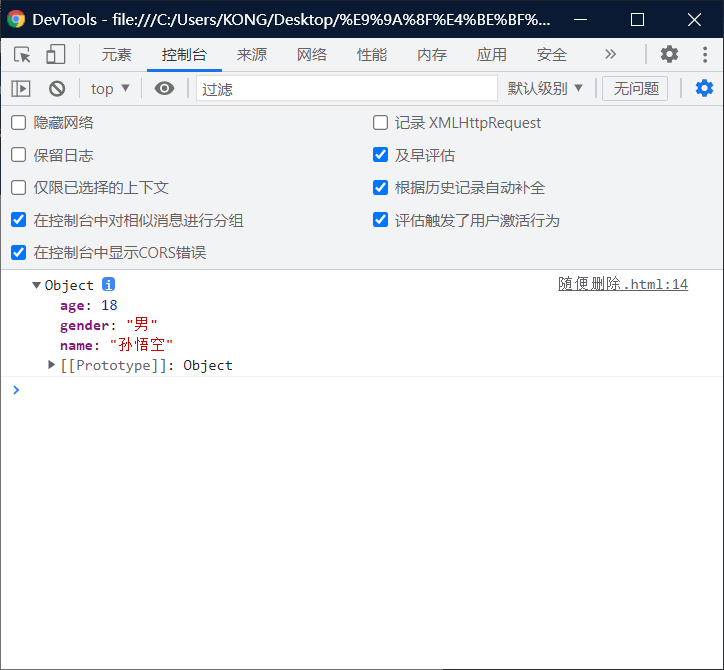 DevTools - file:///C:/Users/KONG/Desktop/%E9%9A%8F%E4%BE%BF%...
元素 控制台 来源 网络 性能 内存 应用 安全 »
top ▼ 过滤 默认级别 ▼ 无问题
隐藏网络 记录 XMLHttpRequest
保留日志 及早评估
仅限已选择的上下文 根据历史记录自动补全
在控制台中对相似消息进行分组 评估触发了用户激活行为
在控制台中显示CORS错误
▼Object i 随便删除.html:14
age: 18
gender: "男"
name: "孙悟空"
▶[[Prototype]]: Object
>